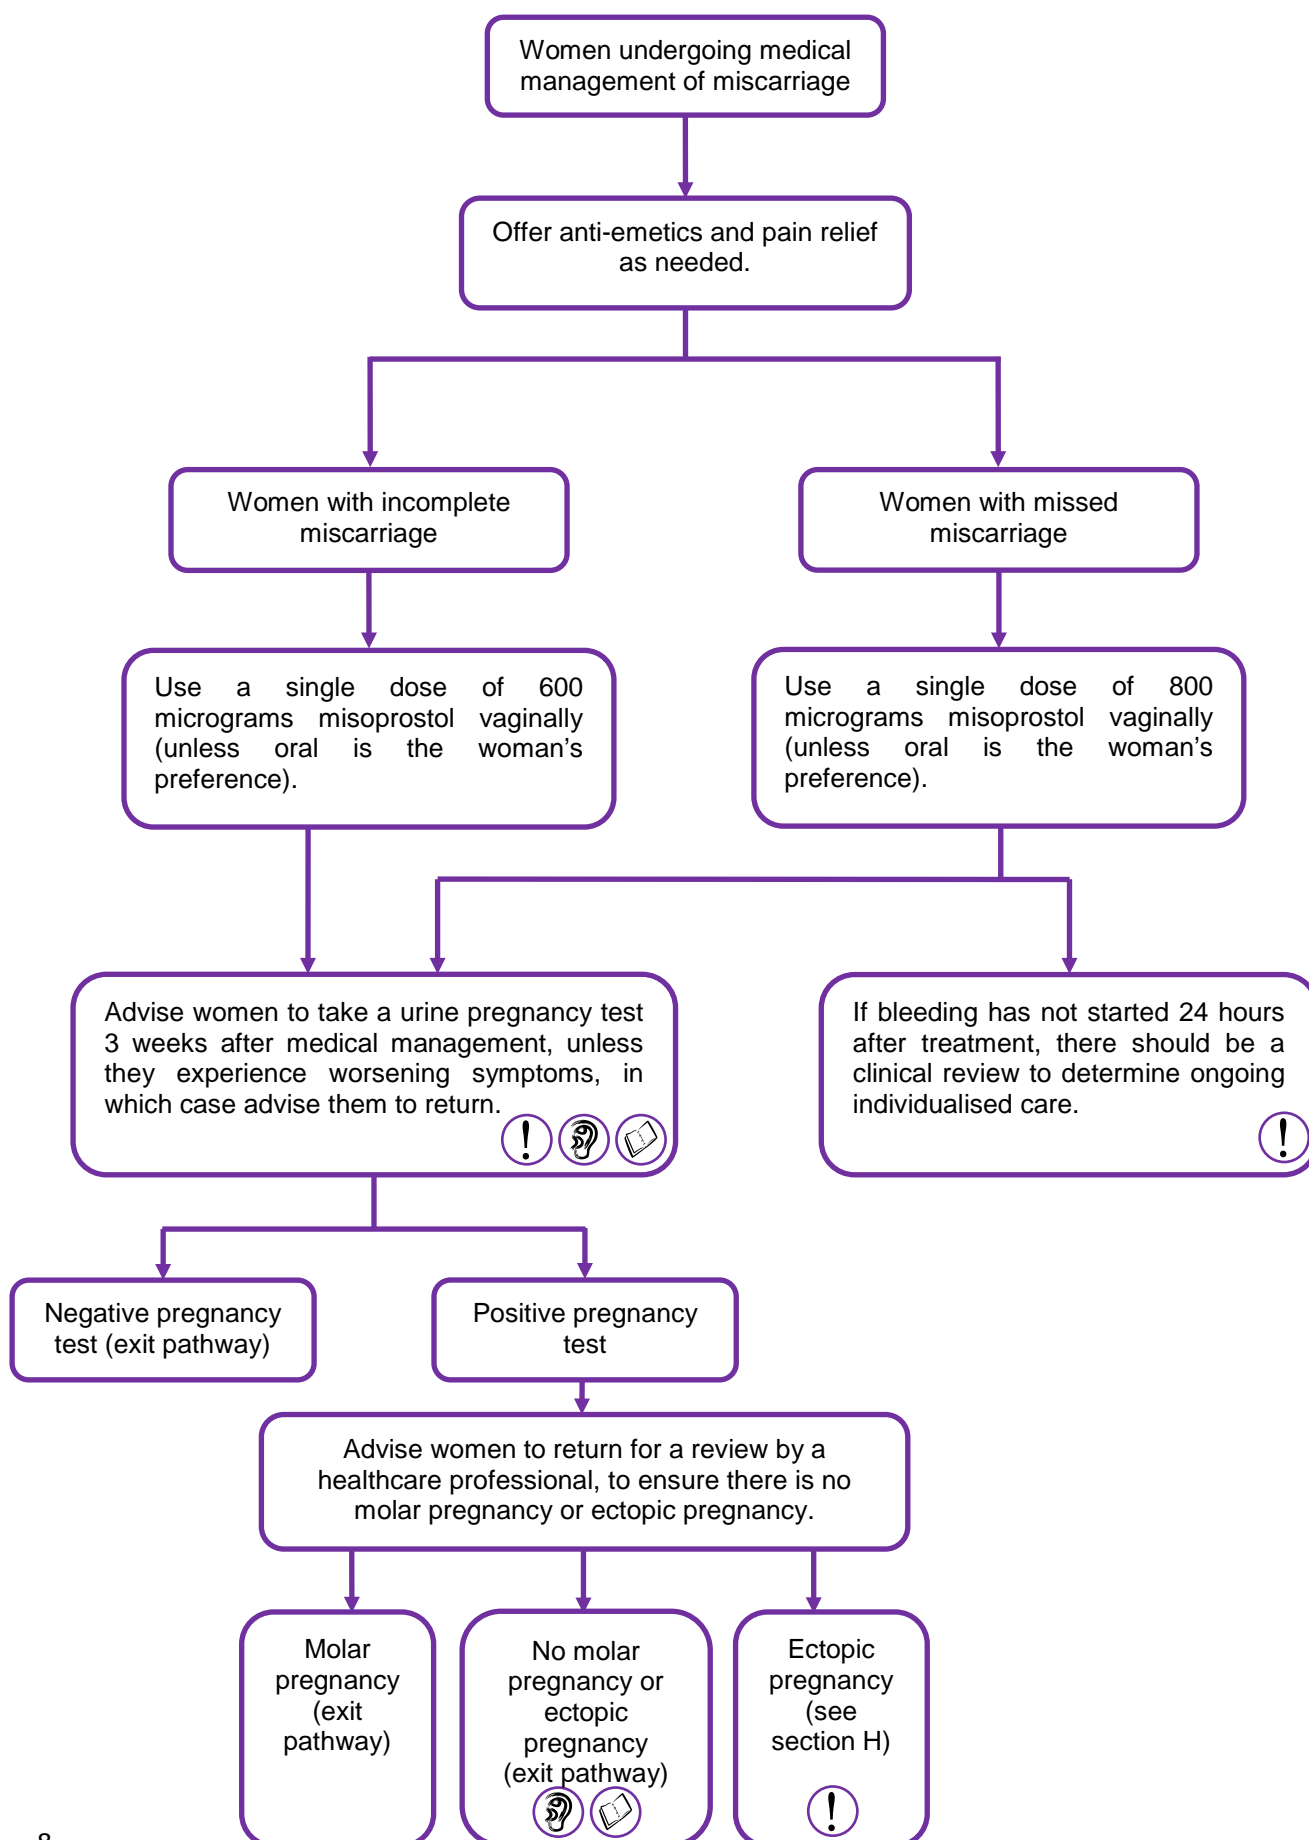 Women undergoing medical
management of miscarriage
Offer anti-emetics and pain relief
as needed.
Women with incomplete
miscarriage
Women with missed
miscarriage
Use a single dose of 600
micrograms misoprostol vaginally
(unless oral is the woman's
preference).
Use a single dose of 800
micrograms misoprostol vaginally
(unless oral is the woman's
preference).
Advise women to take a urine pregnancy test
3 weeks after medical management, unless
they experience worsening symptoms, in
which case advise them to return.
If bleeding has not started 24 hours
after treatment, there should be a
clinical review to determine ongoing
individualised care.
Negative pregnancy
test (exit pathway)
Positive pregnancy
test
Advise women to return for a review by a
healthcare professional, to ensure there is no
molar pregnancy or ectopic pregnancy.
Molar
pregnancy
(exit
pathway)
No molar
pregnancy or
ectopic
pregnancy
(exit pathway)
Ectopic
pregnancy
(see
section H)